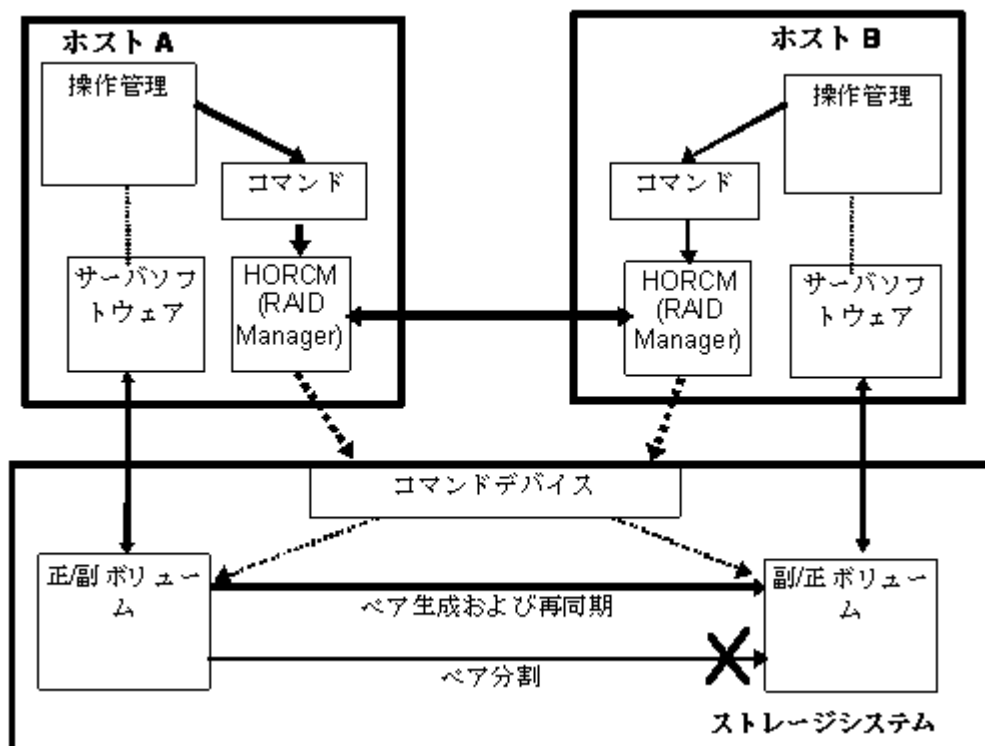 ホスト A
操作管理
コマンド
サーバソフ
トウェア
HORCM
(RAID
Manager)
ホスト B
操作管理
コマンド
HORCM
(RAID
Manager)
サーバソフ
トウェア
コマンドデバイス
正/副 ボリュー
ム
ペア生成および再同期
ペア分割
副/正 ボリュー
ム
ストレージシステム